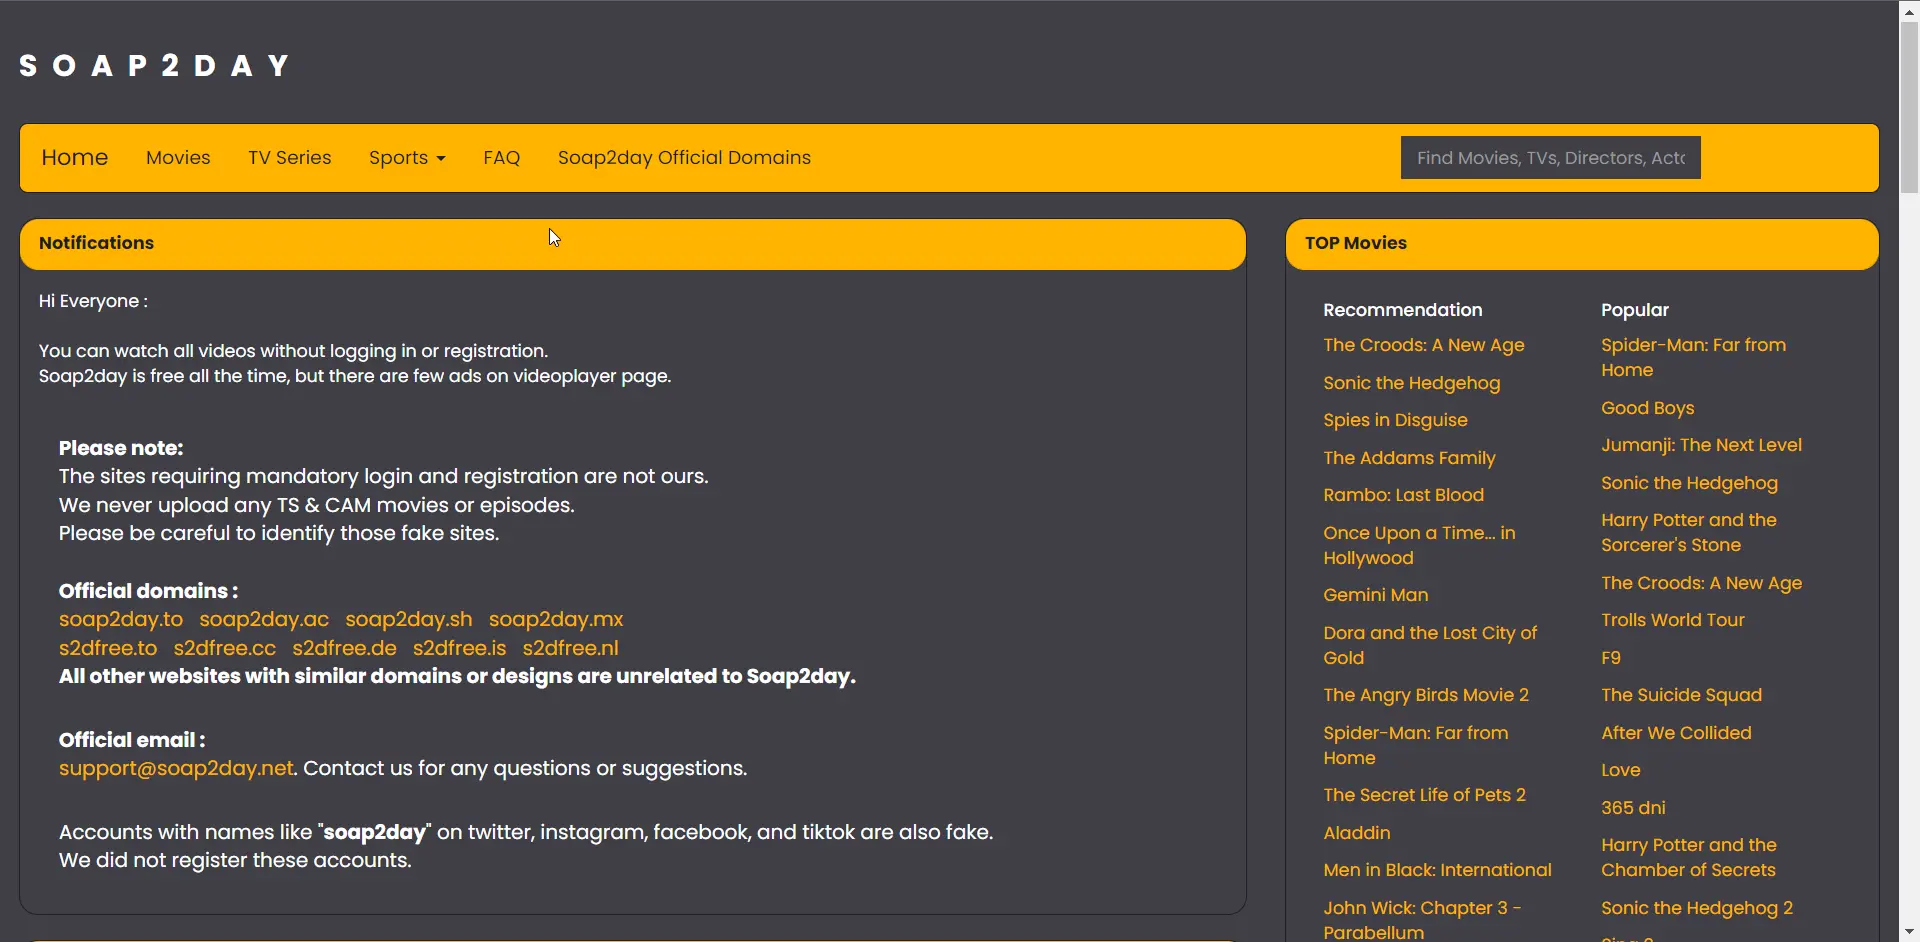 SOAP2DAY
Home Movies TV Series Sports FAQ Soap2day Official Domains Find Movies, TVs, Directors, Actc
Notifications
Hi Everyone :
You can watch all videos without logging in or registration.
Soap2day is free all the time, but there are few ads on videoplayer page.
Please note:
The sites requiring mandatory login and registration are not ours.
We never upload any TS & CAM movies or episodes.
Please be careful to identify those fake sites.
Official domains :
soap2day.to soap2day.ac soap2day.sh soap2day.mx
s2dfree.to s2dfree.cc s2dfree.de s2dfree.is s2dfree.nl
All other websites with similar domains or designs are unrelated to Soap2day.
Official email :
support@soap2day.net. Contact us for any questions or suggestions.
Accounts with names like "soap2day" on twitter, instagram, facebook, and tiktok are also fake.
We did not register these accounts.
TOP Movies
Recommendation
The Croods: A New Age
Sonic the Hedgehog
Spies in Disguise
The Addams Family
Rambo: Last Blood
Once Upon a Time... in
Hollywood
Gemini Man
Dora and the Lost City of
Gold
The Angry Birds Movie 2
Spider-Man: Far from
Home
The Secret Life of Pets 2
Aladdin
Men in Black: International
John Wick: Chapter 3 -
Parabellum
Popular
Spider-Man: Far from
Home
Good Boys
Jumanji: The Next Level
Sonic the Hedgehog
Harry Potter and the
Sorcerer's Stone
The Croods: A New Age
Trolls World Tour
F9
The Suicide Squad
After We Collided
Love
365 dni
Harry Potter and the
Chamber of Secrets
Sonic the Hedgehog 2